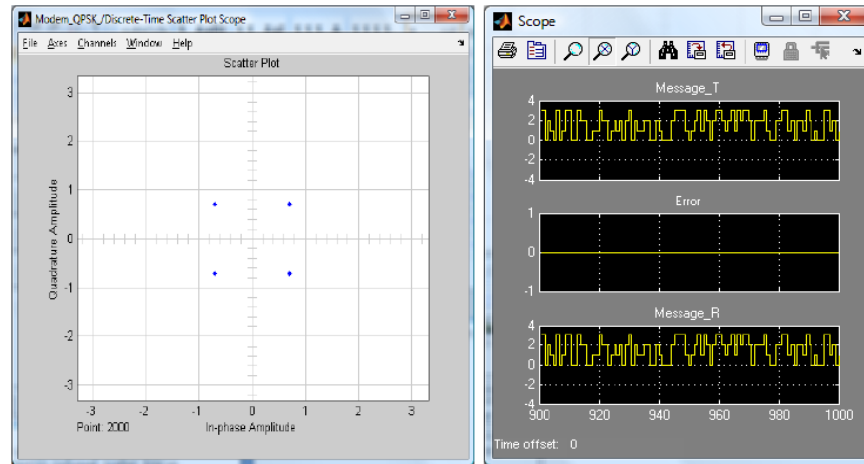 Modem_QPSK_/Discrete-Time Scatter Plot Scope
File Axes Channels Window Help
Scatter Plot
3
2
1
0
-1
-2
-3
Quadrature Amplitude
-3 -2 -1 0 1 2 3
Point: 2000 In-phase Amplitude
Scope
Message_T
4
2
0
-2
-4
Error
1
0
-1
Message_R
4
2
0
-2
-4
900 920 940 960 980 1000
Time offset: 0